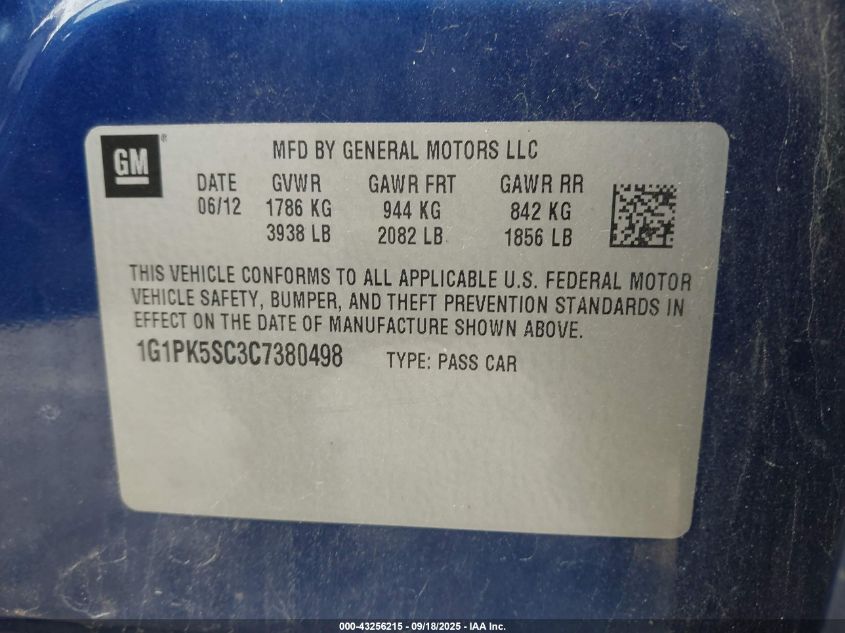 GM®
MFD BY GENERAL MOTORS LLC
DATE GVWR GAWR FRT GAWR RR
06/12 1786 KG 944 KG 842 KG
3938 LB 2082 LB 1856 LB
THIS VEHICLE CONFORMS TO ALL APPLICABLE U.S. FEDERAL MOTOR
VEHICLE SAFETY, BUMPER, AND THEFT PREVENTION STANDARDS IN
EFFECT ON THE DATE OF MANUFACTURE SHOWN ABOVE.
1G1PK5SC3C7380498 TYPE: PASS CAR
000-43256215 - 09/18/2025 - IAA Inc.